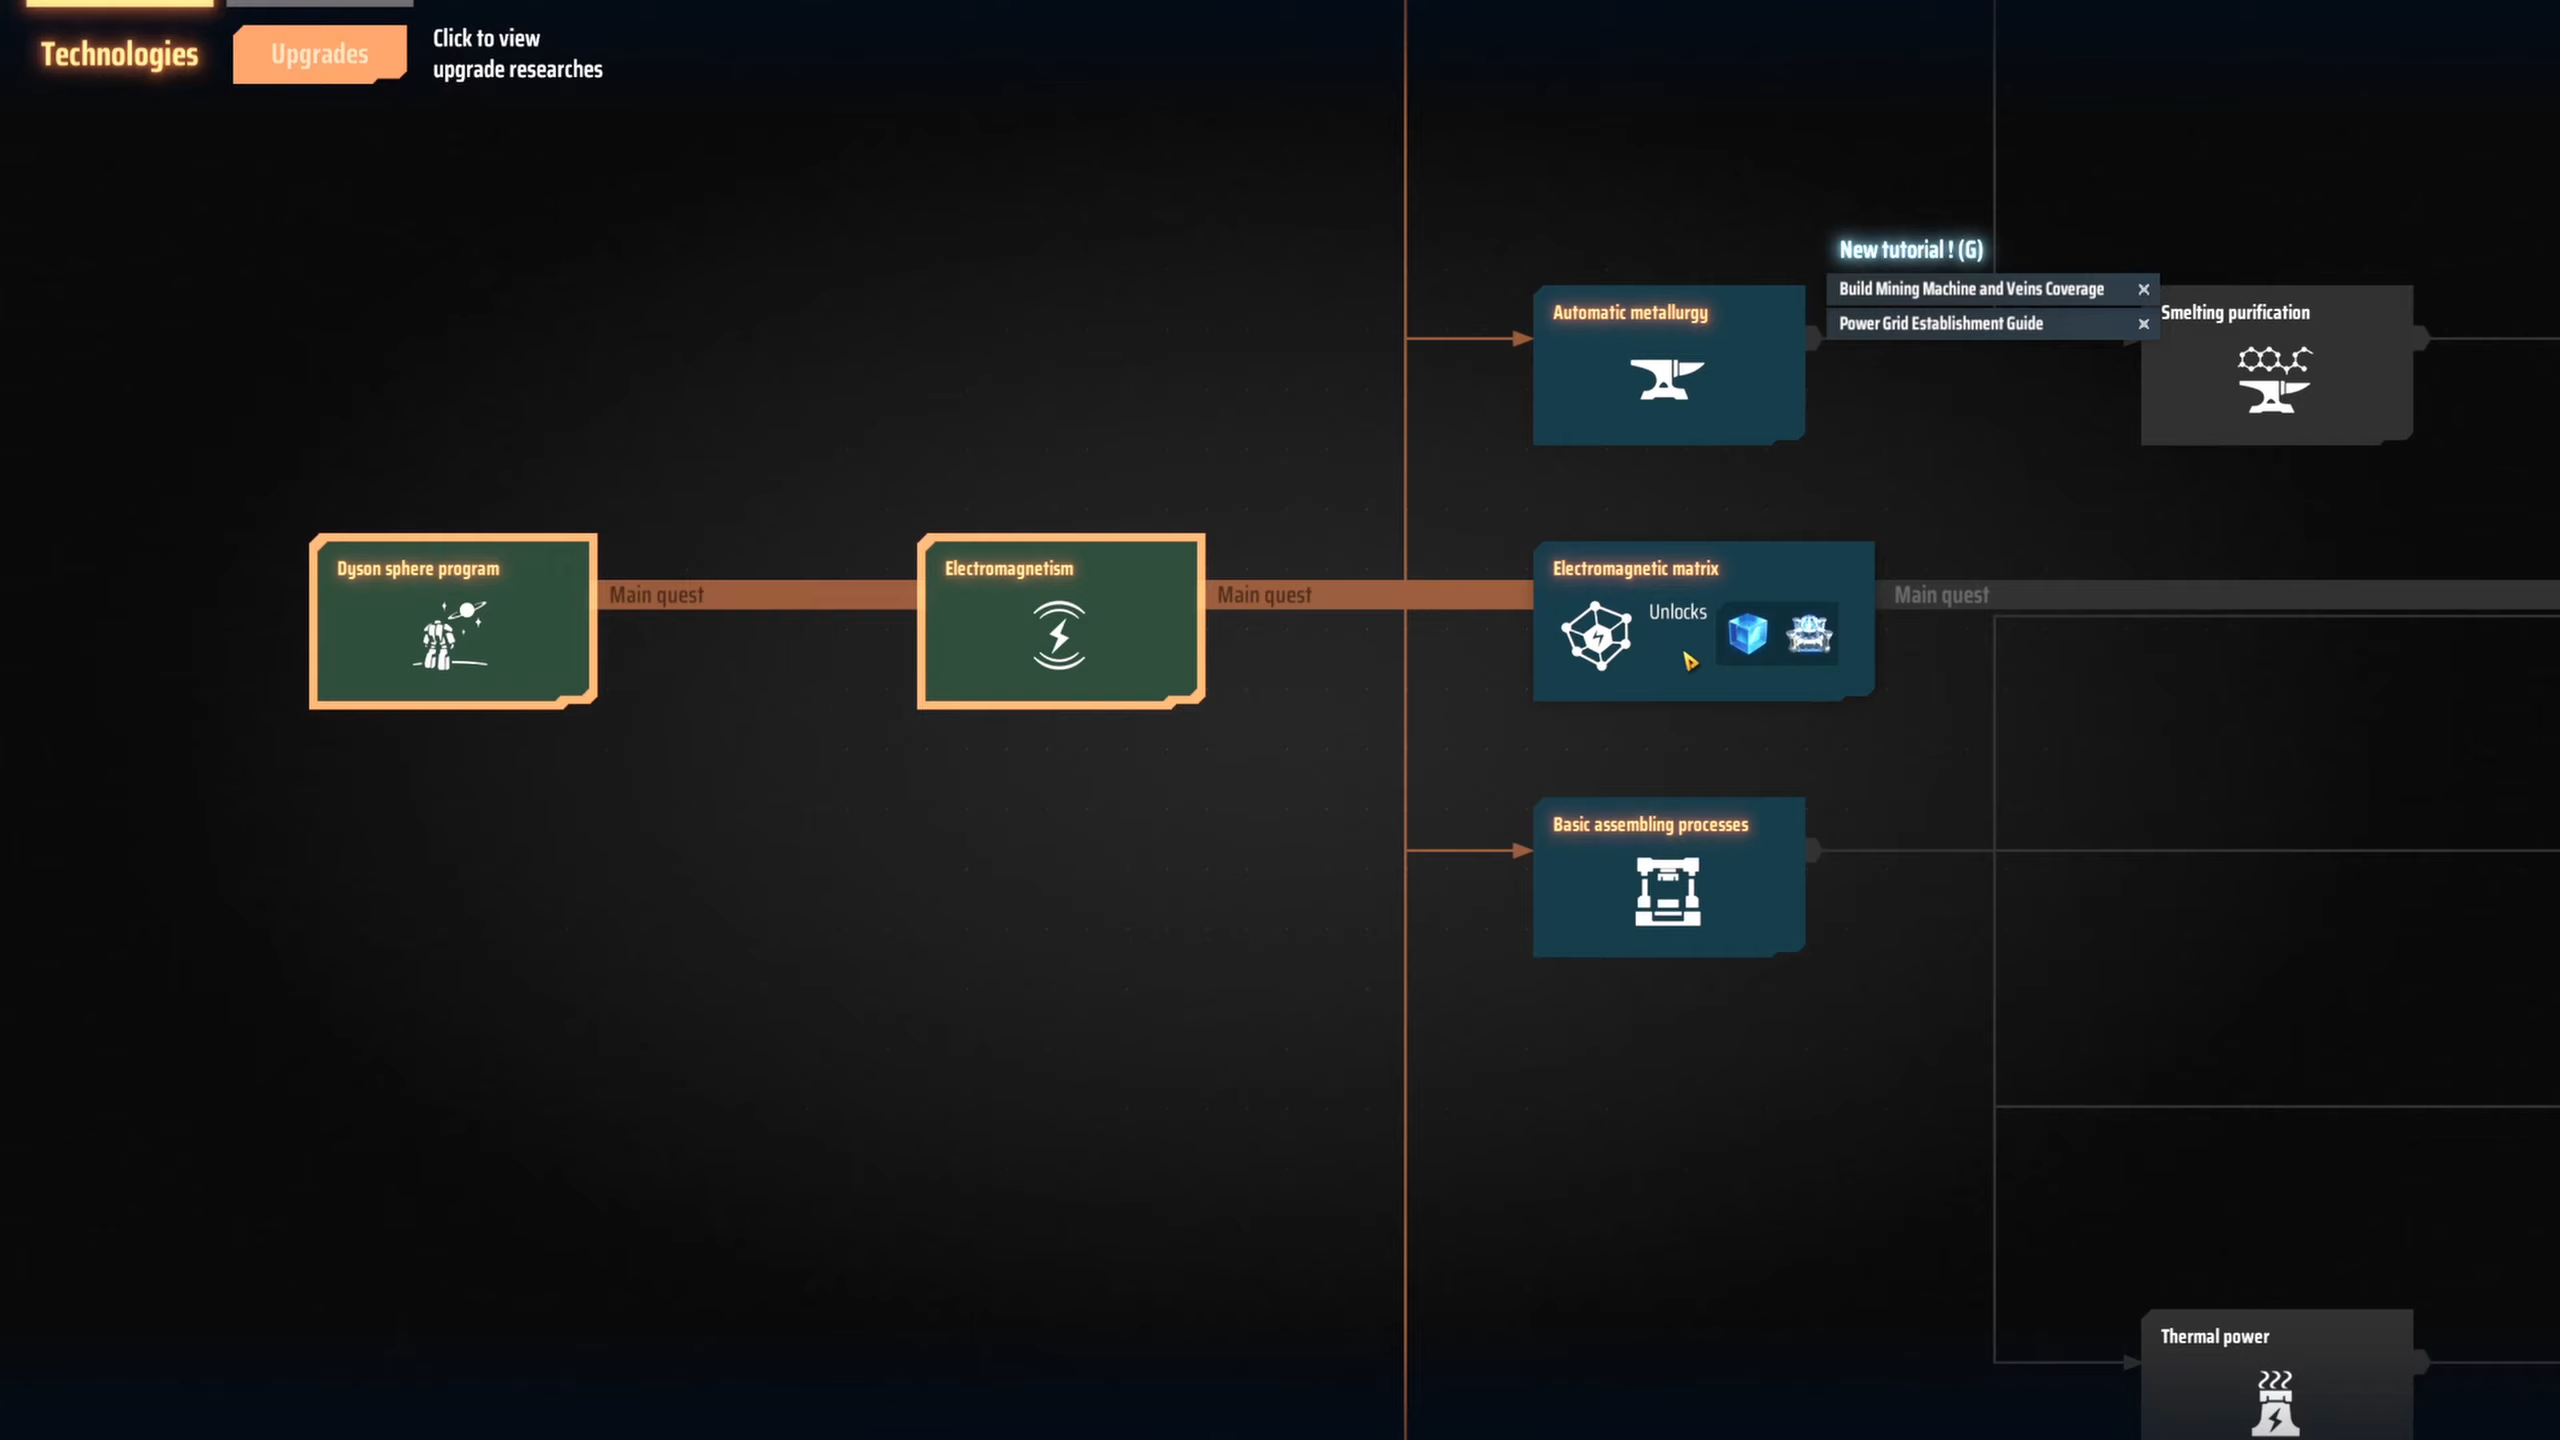 Technologies
Upgrades
Click to view
upgrade researches
New tutorial ! (G)
Build Mining Machine and Veins Coverage
Power Grid Establishment Guide
Automatic metallurgy
Smelting purification
Dyson sphere program
Main quest
Electromagnetism
Main quest
Electromagnetic matrix
Unlocks
Main quest
Basic assembling processes
Thermal power